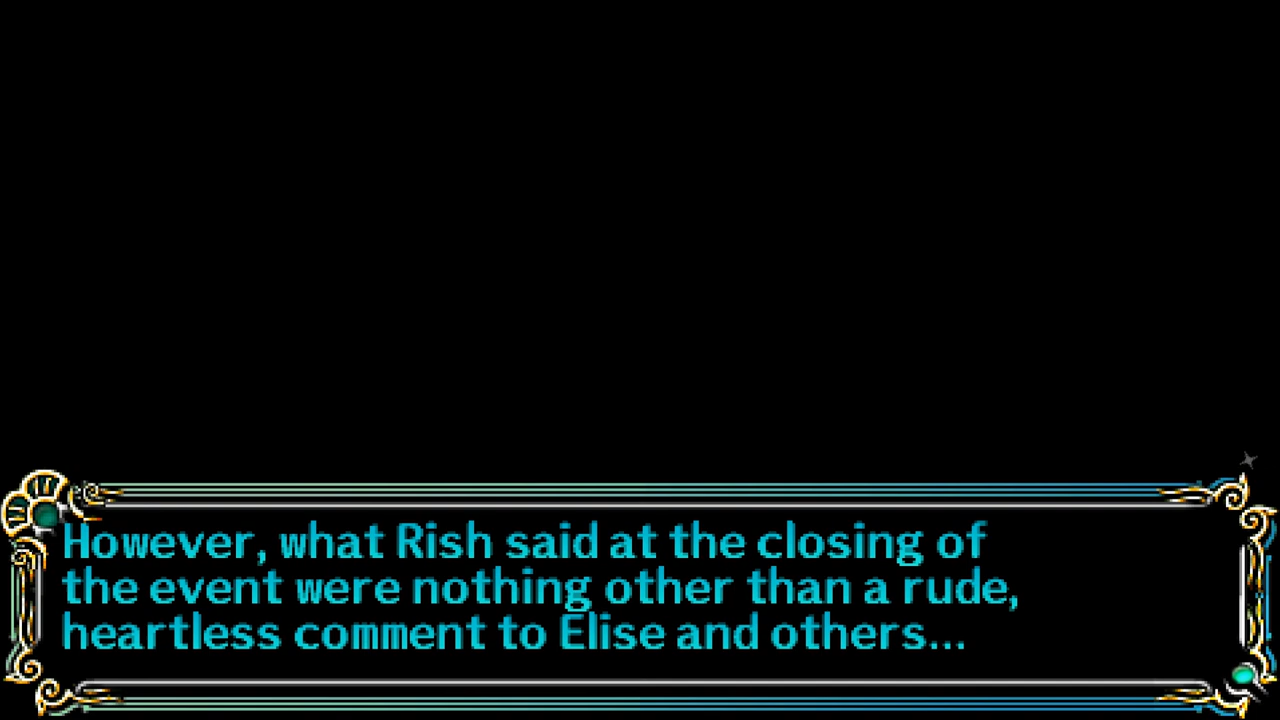 However, what Rish said at the closing of
the event were nothing other than a rude,
heartless comment to Elise and others...